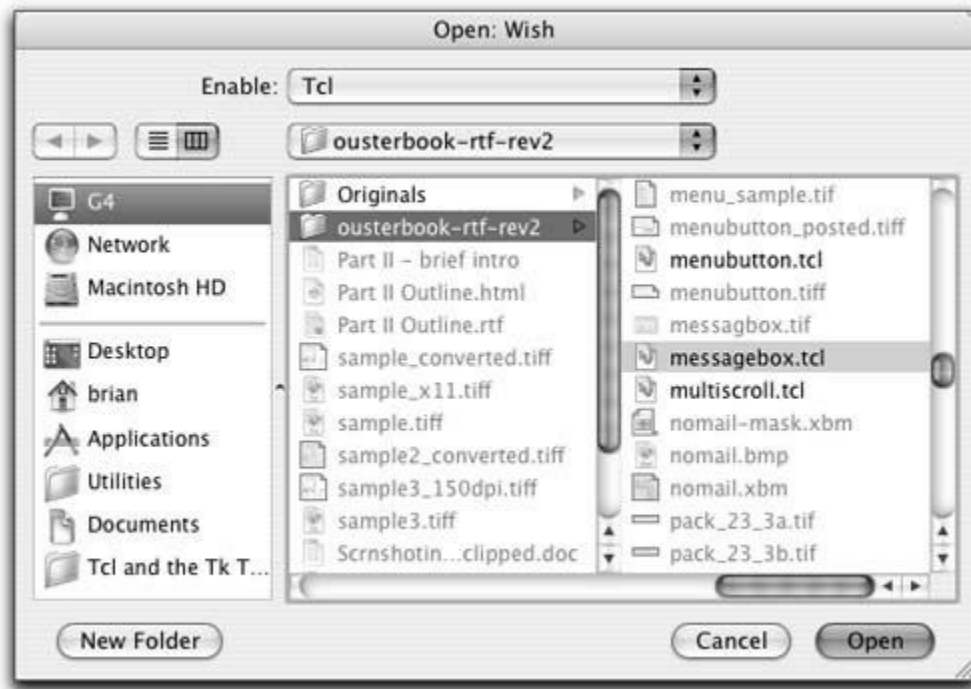 Open: Wish
Enable: Tcl
ousterbook-rtf-rev2
G4
Network
Macintosh HD
Desktop
brian
Applications
Utilities
Documents
Tcl and the Tk T...
Originals
ousterbook-rtf-rev2
Part II - brief intro
Part II Outline.html
Part II Outline.rtf
sample_converted.tiff
sample_x11.tiff
sample.tiff
sample2_converted.tiff
sample3_150dpi.tiff
sample3.tiff
Scrnshotin...clipped.doc
menu_sample.tif
menubutton_posted.tiff
menubutton.tcl
menubutton.tiff
messagbox.tif
messagebox.tcl
multiscroll.tcl
nomail-mask.xbm
nomail.bmp
nomail.xbm
pack_23_3a.tif
pack_23_3b.tif
New Folder
Cancel
Open